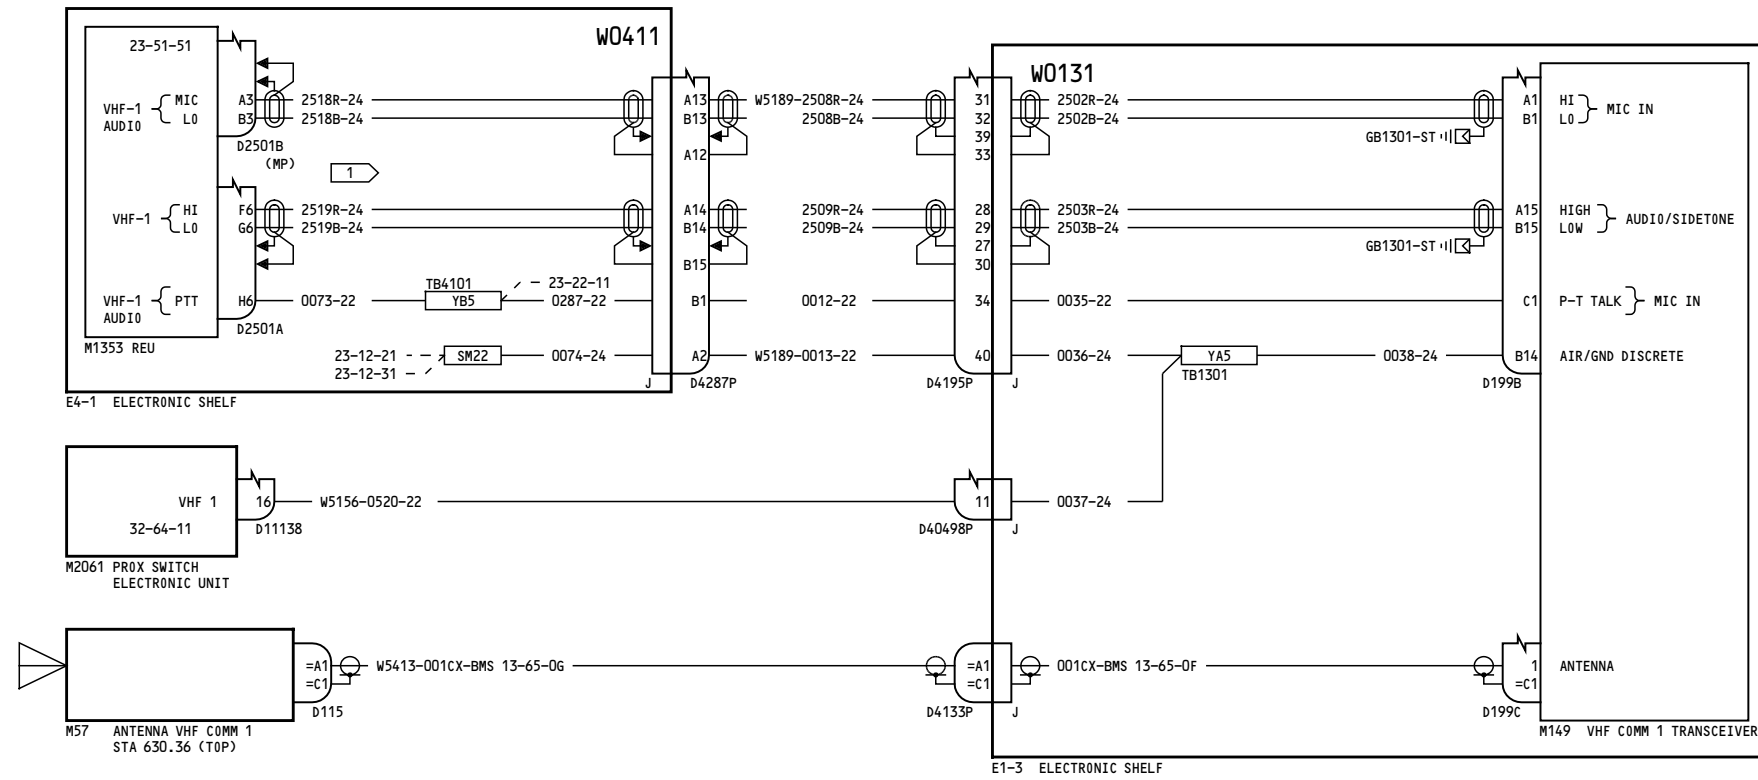 W0411
23-51-51
W0131
VHF-1 AUDIO MIC LO
A3 2518R-24 A13 W5189-2508R-24 31 2502R-24 A1 HI
B3 2518B-24 B13 2508B-24 32 2502B-24 B1 LO
MIC IN
39 GB1301-ST
D2501B
(MP)
A12 33
1
VHF-1 HI LO
F6 2519R-24 A14 2509R-24 28 2503R-24 A15 HIGH
G6 2519B-24 B14 2509B-24 29 2503B-24 B15 LOW
AUDIO/SIDETONE
27 GB1301-ST
B15 30
TB4101 23-22-11
VHF-1 AUDIO PTT H6 0073-22 YB5 0287-22 B1 0012-22 34 0035-22 C1 P-T TALK MIC IN
D2501A
M1353 REU
23-12-21 SM22 0074-24 A2 W5189-0013-22 40 0036-24 YA5 0038-24 B14 AIR/GND DISCRETE
23-12-31 TB1301
J D4287P D4195P J D199B
E4-1 ELECTRONIC SHELF
VHF 1 16 W5156-0520-22 11 0037-24
32-64-11 D11138 D40498P J
M2061 PROX SWITCH
ELECTRONIC UNIT
=A1 W5413-001CX-BMS 13-65-0G =A1 001CX-BMS 13-65-0F 1 ANTENNA
=C1 =C1 =C1
D115 D4133P J D199C
M57 ANTENNA VHF COMM 1
STA 630.36 (TOP)
M149 VHF COMM 1 TRANSCEIVER
E1-3 ELECTRONIC SHELF